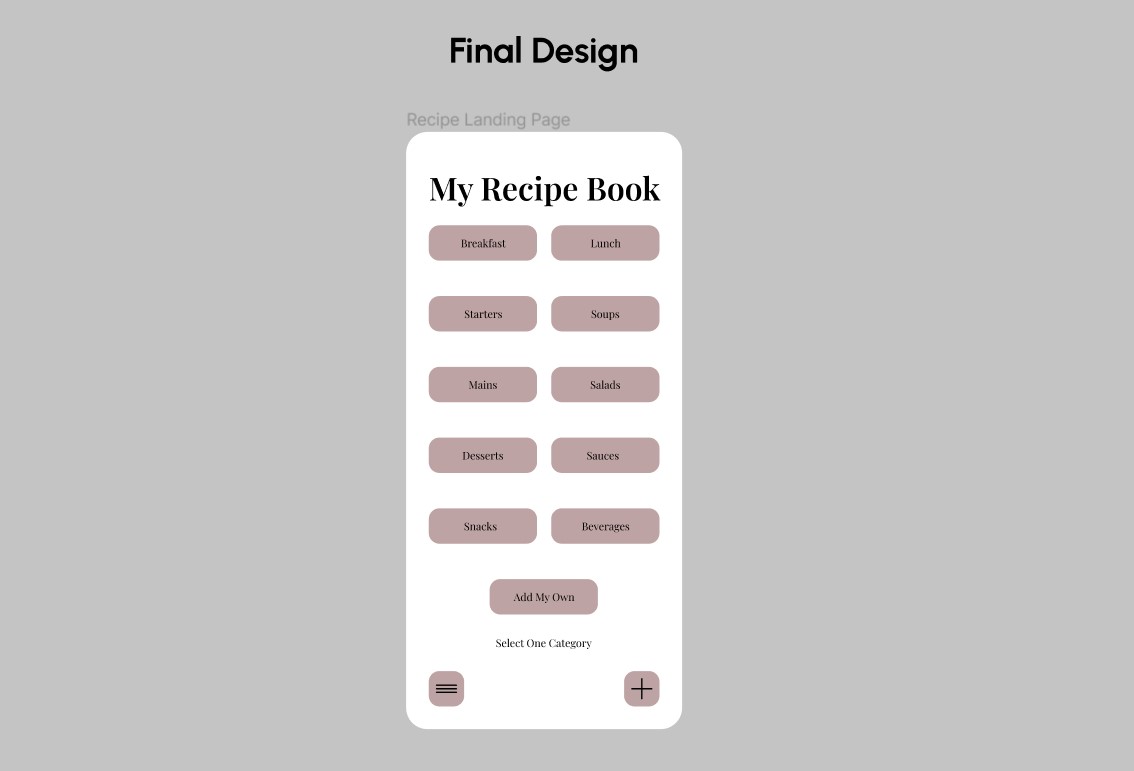 Final Design
Recipe Landing Page
My Recipe Book
Breakfast
Lunch
Starters
Soups
Mains
Salads
Desserts
Sauces
Snacks
Beverages
Add My Own
Select One Category